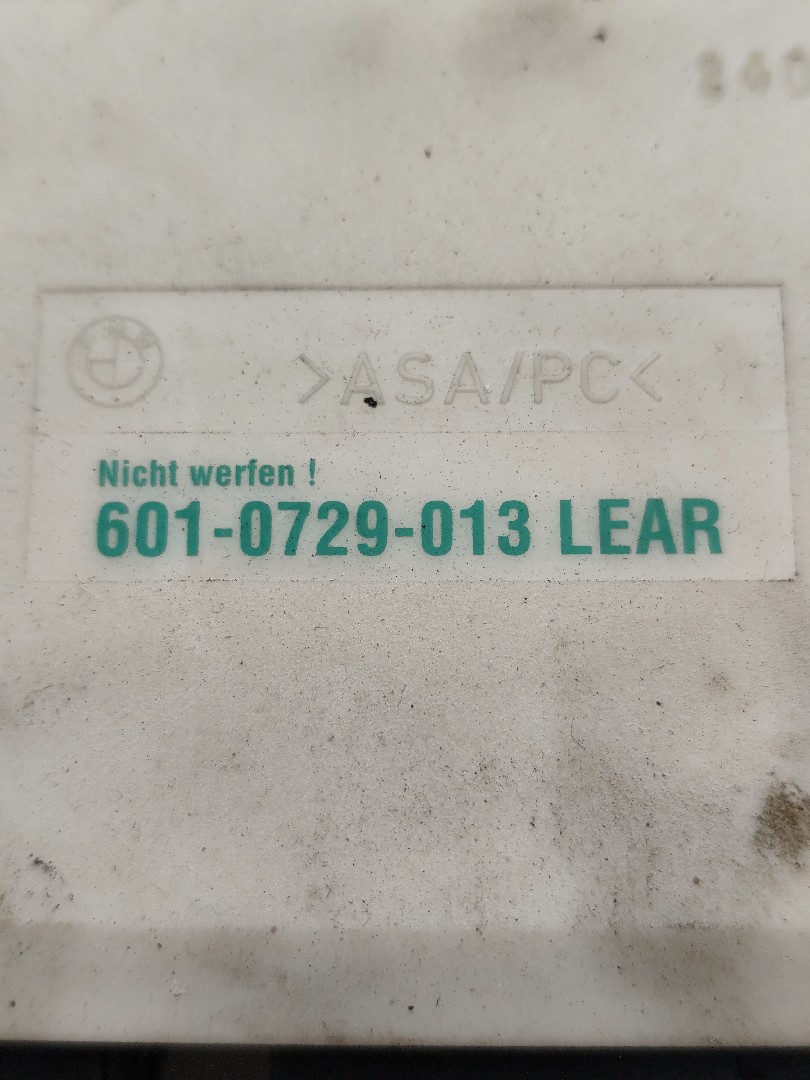 >ASA/PC<
Nicht werfen !
601-0729-013 LEAR